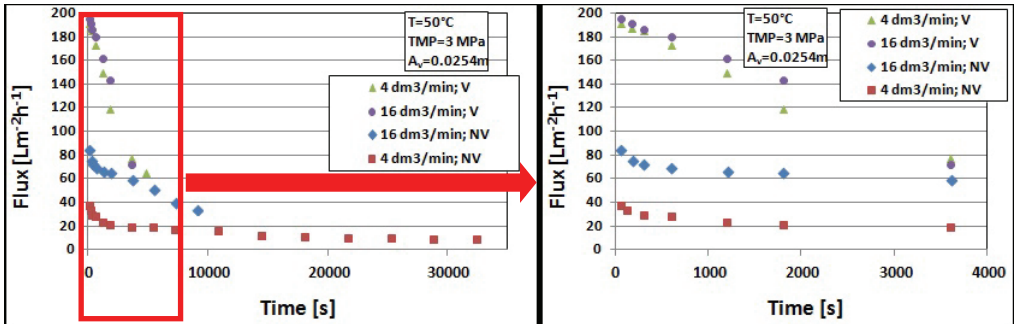 200
180
160
140
120
100
80
60
40
20
0
Flux [Lm-2h-1]
T=50°C
TMP=3 MPa
Av=0.0254m
4 dm3/min; V
16 dm3/min; V
16 dm3/min; NV
4 dm3/min; NV
0 10000 20000 30000
Time [s]
200
180
160
140
120
100
80
60
40
20
0
Flux [Lm-2h-1]
T=50°C
TMP=3 MPa
Av=0.0254m
4 dm3/min; V
16 dm3/min; V
16 dm3/min; NV
4 dm3/min; NV
0 1000 2000 3000 4000
Time [s]